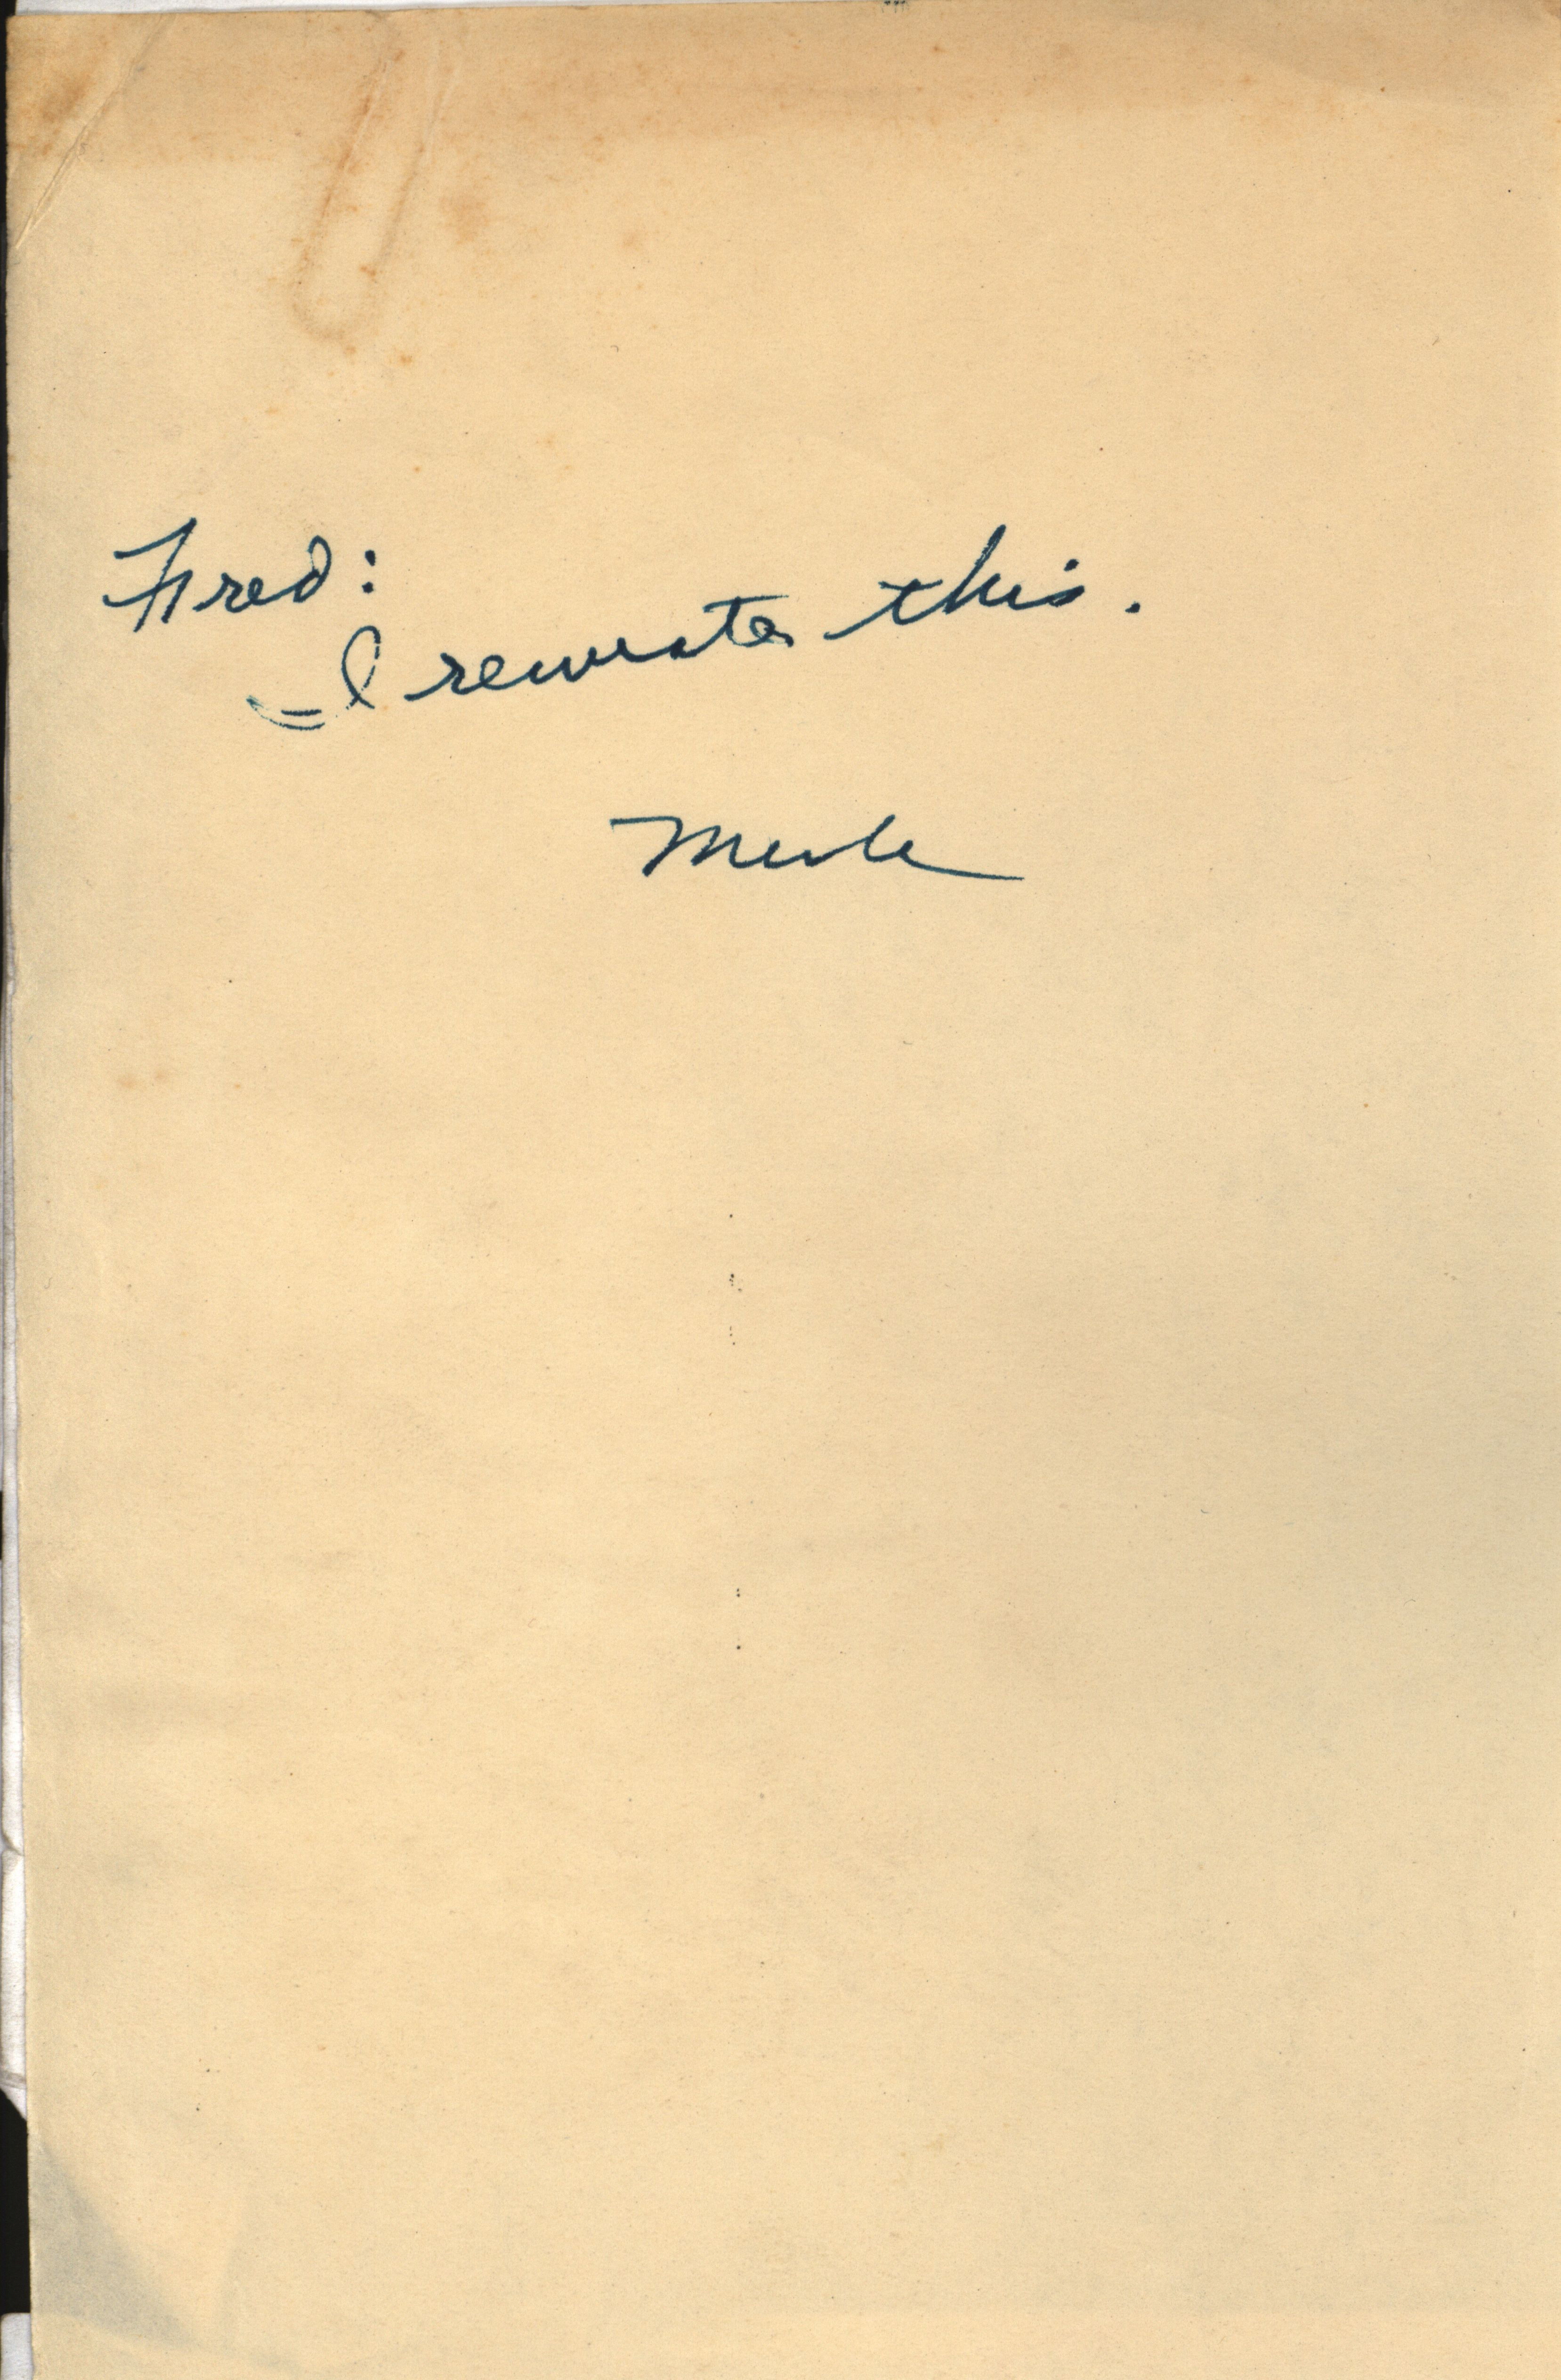 Fred:
I rewrote this.
Merle